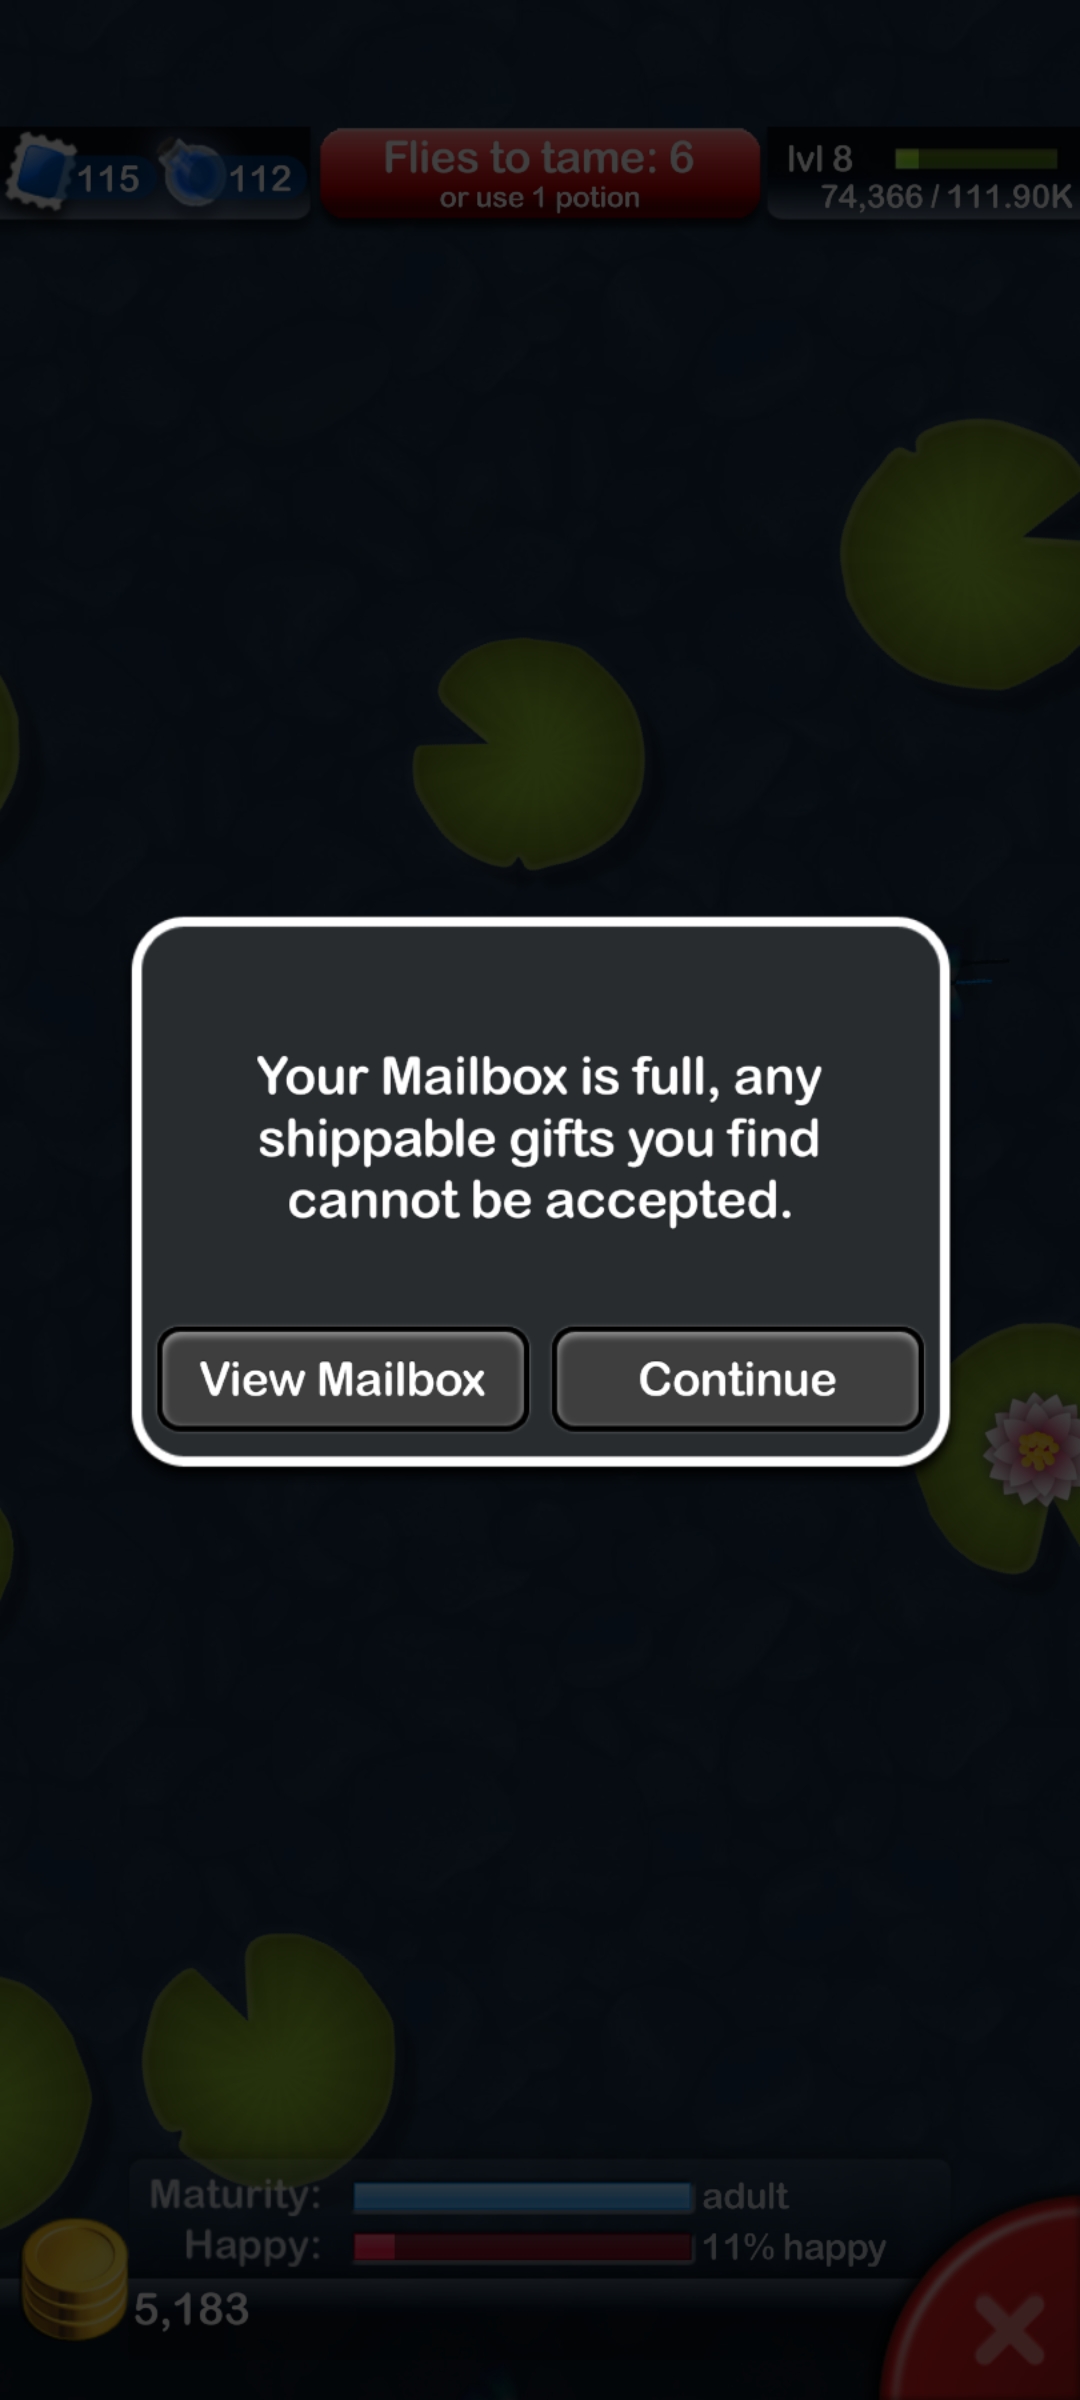 115
112
Flies to tame: 6
or use 1 potion
lvl 8
74,366 / 111.90K
Your Mailbox is full, any
shippable gifts you find
cannot be accepted.
View Mailbox
Continue
Maturity:
adult
Happy:
11% happy
5,183